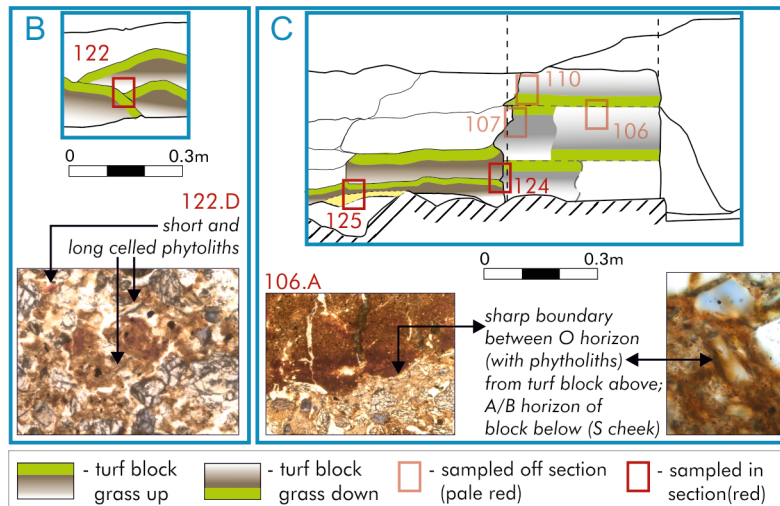 B
122
0 0.3m
122.D
short and
long celled phytoliths
C
110
107
106
124
125
0 0.3m
106.A
sharp boundary
between O horizon
(with phytholiths)
from turf block above;
A/B horizon of
block below (S cheek)
- turf block
grass up
- turf block
grass down
- sampled off section
(pale red)
- sampled in
section(red)